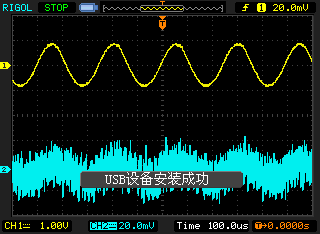 RIGOL STOP T 1 20.0mV
T
1
2
USB设备安装成功
CH1 1.00V CH2 20.0mV Time 100.0us T→0.0000s